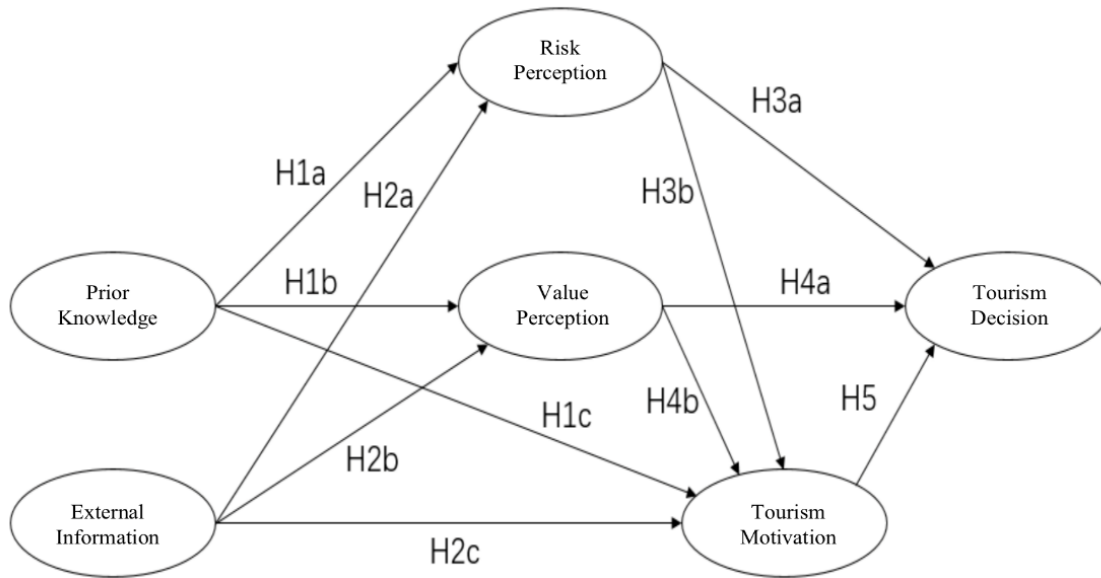 Risk
Perception
H3a
H1a
H2a
H3b
Prior
Knowledge
H1b
Value
Perception
H4a
Tourism
Decision
H1c
H4b
H5
H2b
External
Information
H2c
Tourism
Motivation